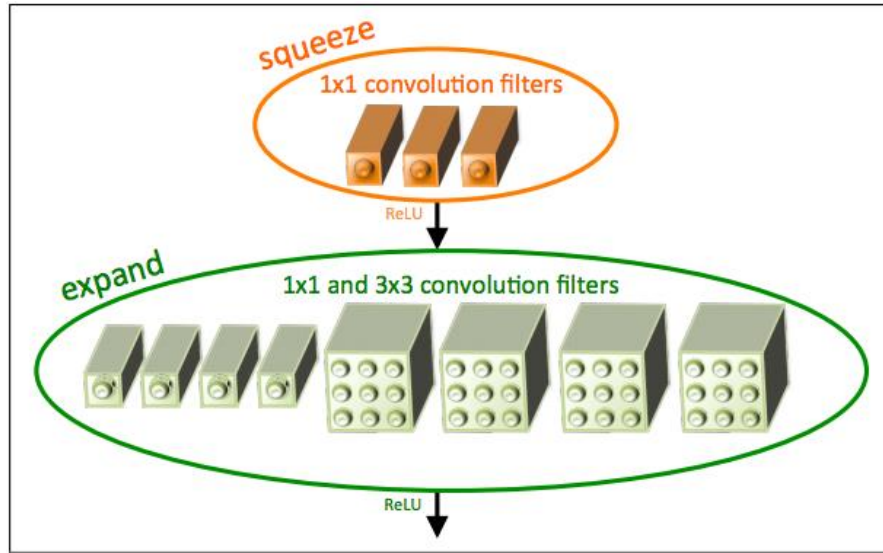 squeeze
1x1 convolution filters
ReLU
expand
1x1 and 3x3 convolution filters
ReLU